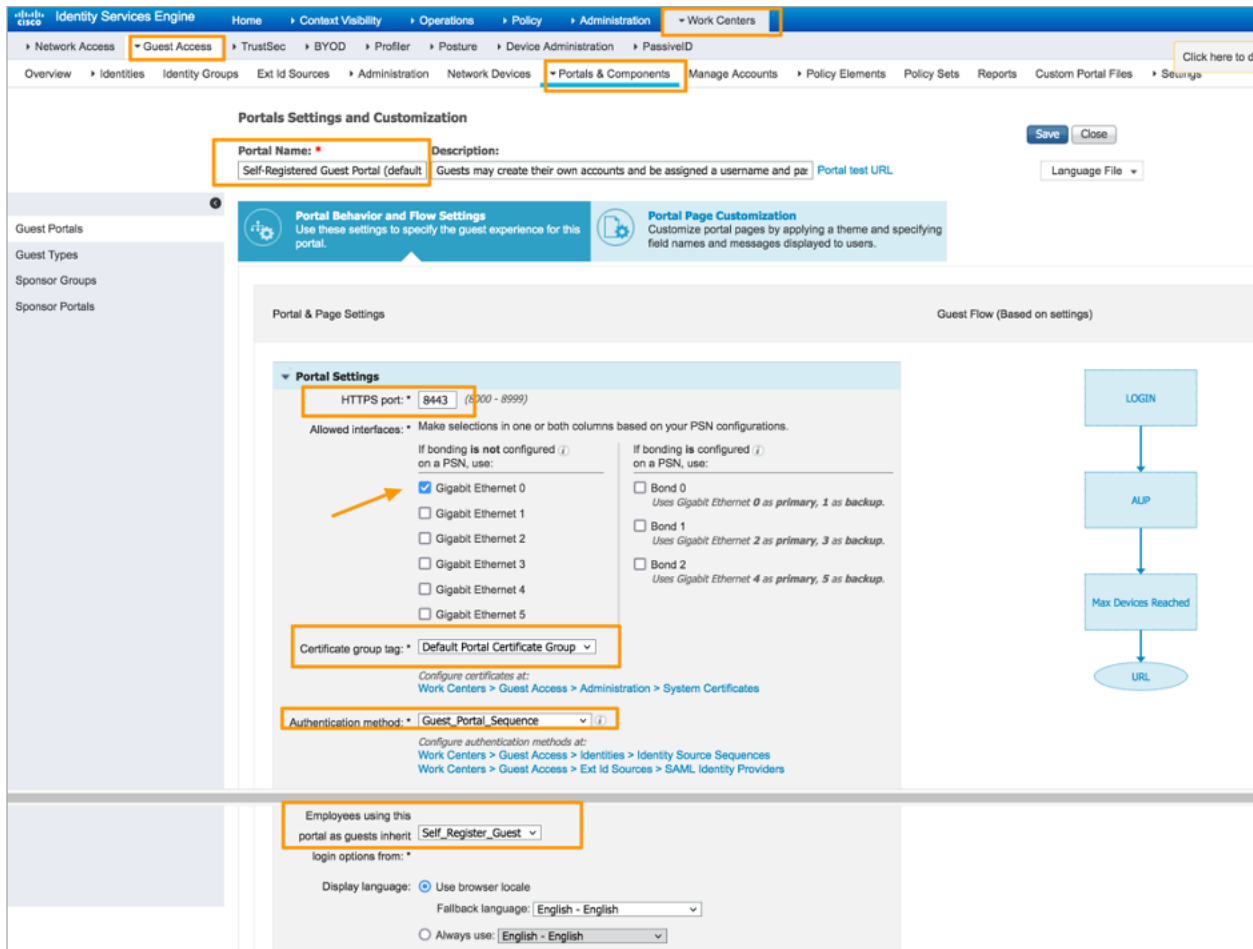 cisco Identity Services Engine Home Context Visibility Operations Policy Administration Work Centers
Network Access Guest Access TrustSec BYOD Profiler Posture Device Administration PassiveID
Click here to d
Overview Identities Identity Groups Ext Id Sources Administration Network Devices Portals & Components Manage Accounts Policy Elements Policy Sets Reports Custom Portal Files Settings
Portals Settings and Customization
Save Close
Portal Name: * Description:
Self-Registered Guest Portal (default Guests may create their own accounts and be assigned a username and pas Portal test URL Language File
Guest Portals
Guest Types
Sponsor Groups
Sponsor Portals
Portal Behavior and Flow Settings
Use these settings to specify the guest experience for this
portal.
Portal Page Customization
Customize portal pages by applying a theme and specifying
field names and messages displayed to users.
Portal & Page Settings Guest Flow (Based on settings)
Portal Settings
HTTPS port: * 8443 (8000 - 8999)
Allowed interfaces: * Make selections in one or both columns based on your PSN configurations.
If bonding is not configured i
on a PSN, use:
Gigabit Ethernet 0
Gigabit Ethernet 1
Gigabit Ethernet 2
Gigabit Ethernet 3
Gigabit Ethernet 4
Gigabit Ethernet 5
If bonding is configured i
on a PSN, use:
Bond 0
Uses Gigabit Ethernet 0 as primary, 1 as backup.
Bond 1
Uses Gigabit Ethernet 2 as primary, 3 as backup.
Bond 2
Uses Gigabit Ethernet 4 as primary, 5 as backup.
Certificate group tag: * Default Portal Certificate Group
Configure certificates at:
Work Centers > Guest Access > Administration > System Certificates
Authentication method: * Guest_Portal_Sequence i
Configure authentication methods at:
Work Centers > Guest Access > Identities > Identity Source Sequences
Work Centers > Guest Access > Ext Id Sources > SAML Identity Providers
LOGIN
AUP
Max Devices Reached
URL
Employees using this
portal as guests inherit Self_Register_Guest
login options from: *
Display language: Use browser locale
Fallback language: English - English
Always use: English - English